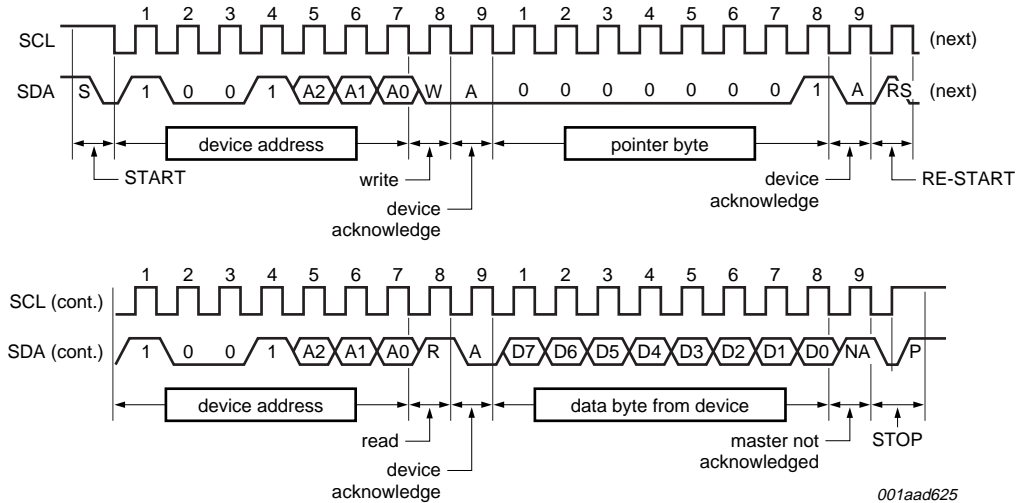 1 2 3 4 5 6 7 8 9 1 2 3 4 5 6 7 8 9
SCL (next)
SDA S 1 0 0 1 A2 A1 A0 W A 0 0 0 0 0 0 0 1 A RS (next)
device address pointer byte
START write device RE-START
device acknowledge
acknowledge
1 2 3 4 5 6 7 8 9 1 2 3 4 5 6 7 8 9
SCL (cont.)
SDA (cont.) 1 0 0 1 A2 A1 A0 R A D7 D6 D5 D4 D3 D2 D1 D0 NA P
device address data byte from device
read master not STOP
device acknowledged
acknowledge
001aad625